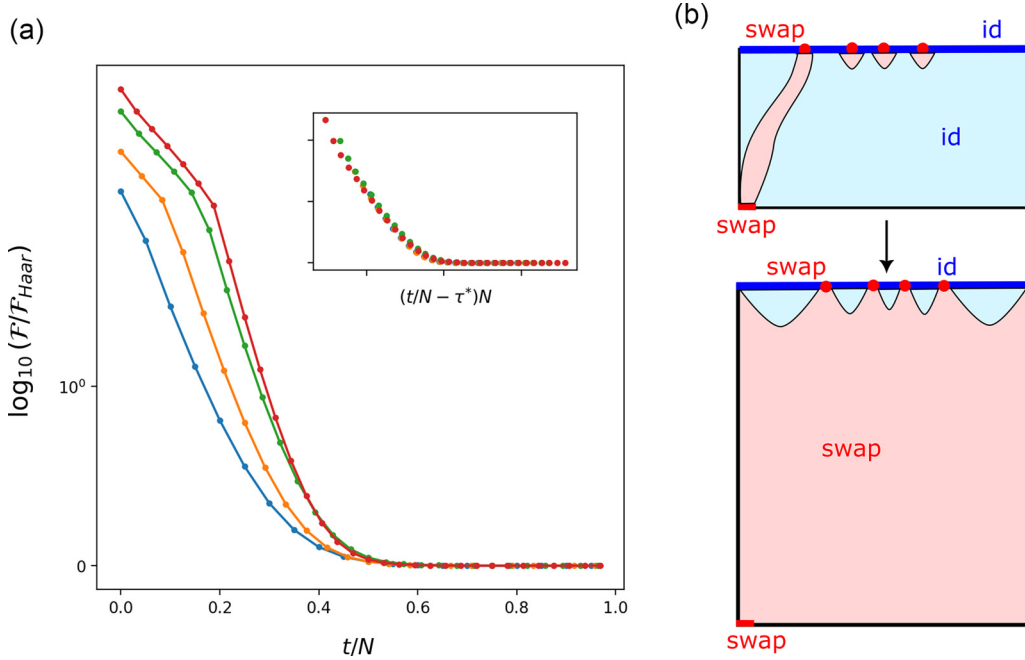 (a)
log₁₀ (𝓕/𝓕_Haar)
10⁰
0
0.0 0.2 0.4 0.6 0.8 1.0
t/N
(t/N − τ*)N
(b)
swap id
id
swap
swap id
swap
swap